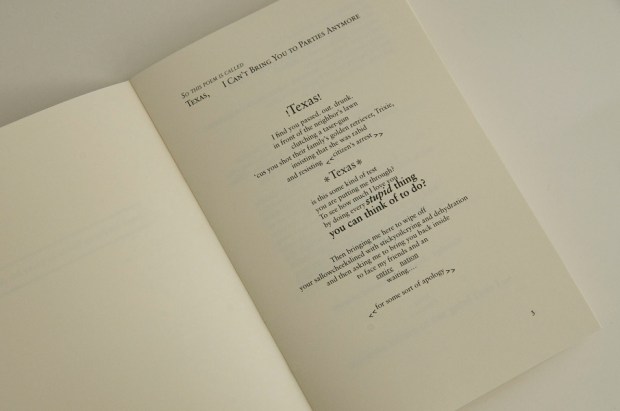 So this poem is called
Texas, I Can't Bring You to Parties Anymore
¡Texas!
I find you passed. out. drunk.
in front of the neighbor's lawn
clutching a taser-gun
'cus you shot their family's golden retriever, Trixie,
insisting that she was rabid
and resisting <<citizen's arrest>>
*Texas*
is this some kind of test
you are putting me through?
To see how much I love you
by doing every stupid thing
you can think of to do?
Then bringing me here to wipe off
your sallowcheekslined with stickyoalcrying and dehydration
and then asking me to bring you back inside
to face my friends and an
entire nation
waiting....
<<for some sort of apology>>
3